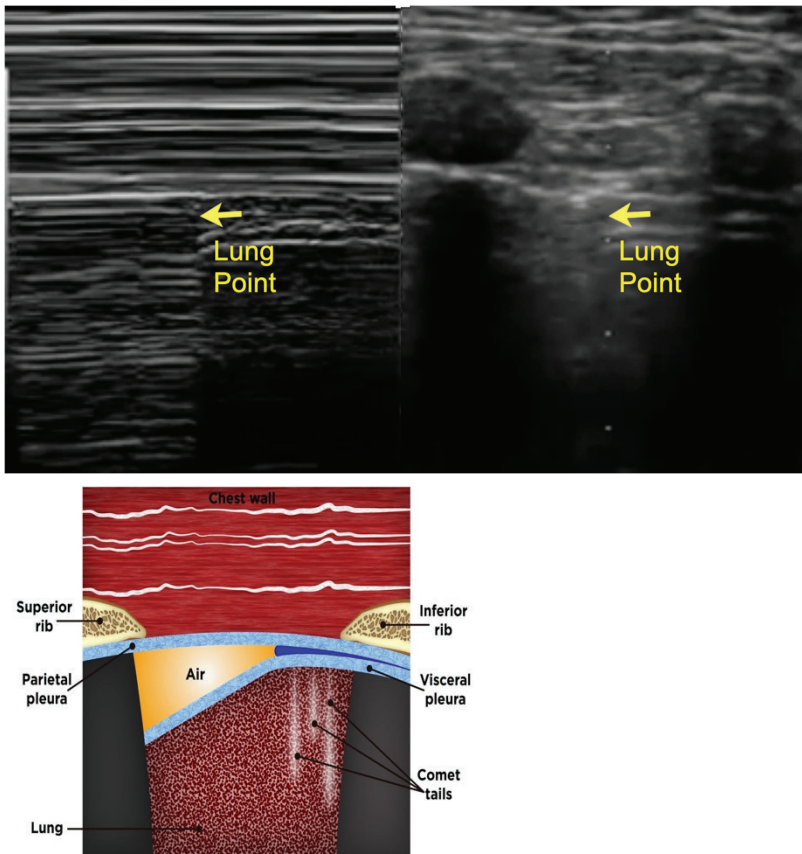 Lung
Point
Lung
Point
Chest wall
Superior
rib
Inferior
rib
Parietal
pleura
Air
Visceral
pleura
Comet
tails
Lung